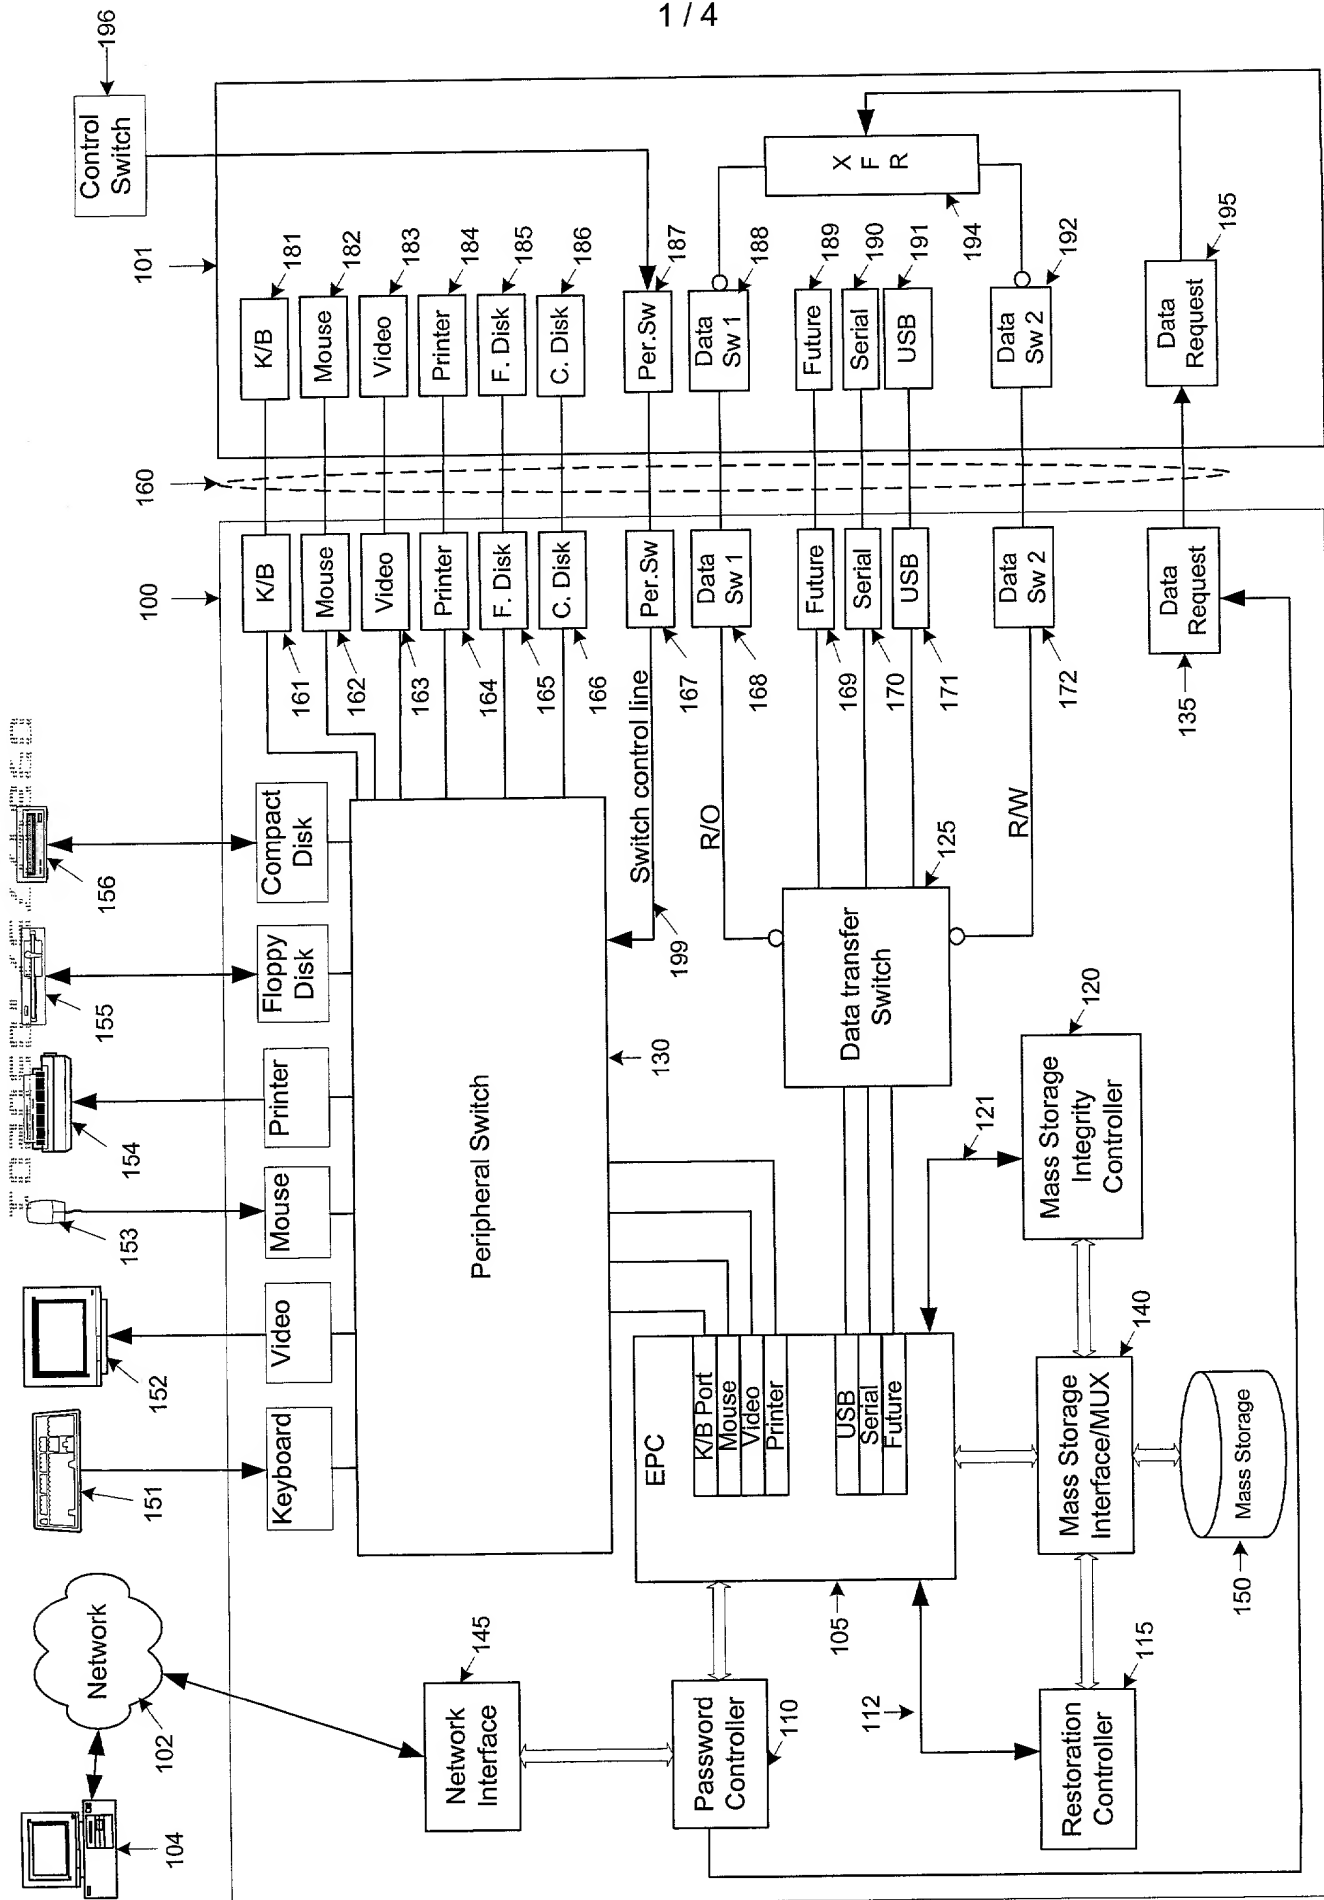 1 / 4
104
102
Network
151
152
153
154
155
156
Keyboard
Video
Mouse
Printer
Floppy
Disk
Compact
Disk
100
160
101
Control
Switch
196
145
Network
Interface
Peripheral Switch
130
161
162
163
164
165
166
K/B
Mouse
Video
Printer
F. Disk
C. Disk
K/B
Mouse
Video
Printer
F. Disk
C. Disk
181
182
183
184
185
186
Switch control line
199
167
Per.Sw
Per.Sw
187
R/O
168
Data
Sw 1
Data
Sw 1
188
Password
Controller
110
EPC
K/B Port
Mouse
Video
Printer
USB
Serial
Future
105
Data transfer
Switch
125
169
170
171
Future
Serial
USB
Future
Serial
USB
189
190
191
X
F
R
194
R/W
172
Data
Sw 2
Data
Sw 2
192
112
121
Restoration
Controller
115
Mass Storage
Interface/MUX
140
Mass Storage
Integrity
Controller
120
Mass Storage
150
135
Data
Request
Data
Request
195